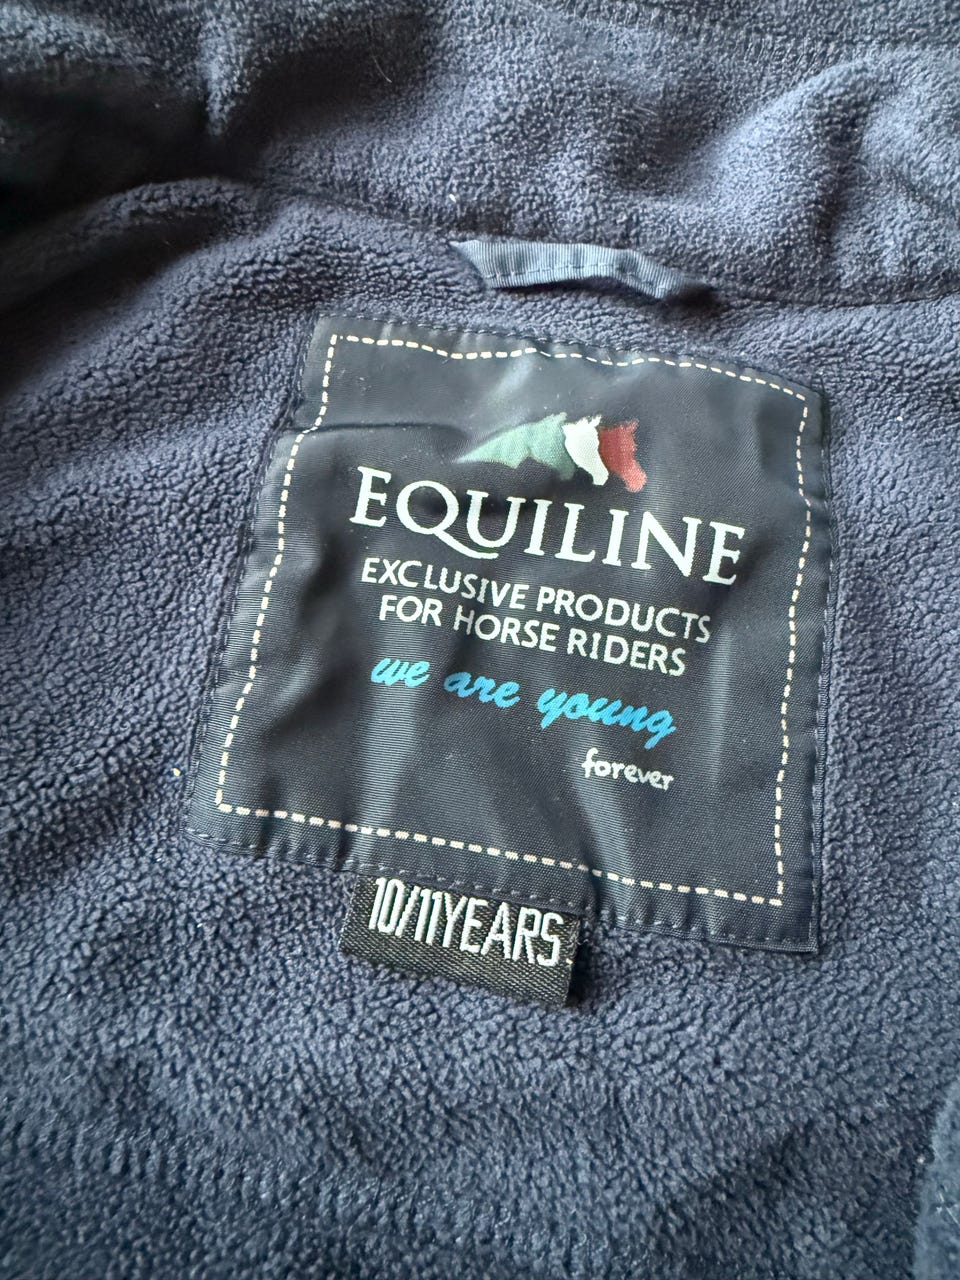 EQUILINE
EXCLUSIVE PRODUCTS
FOR HORSE RIDERS
we are young
forever
10/11YEARS